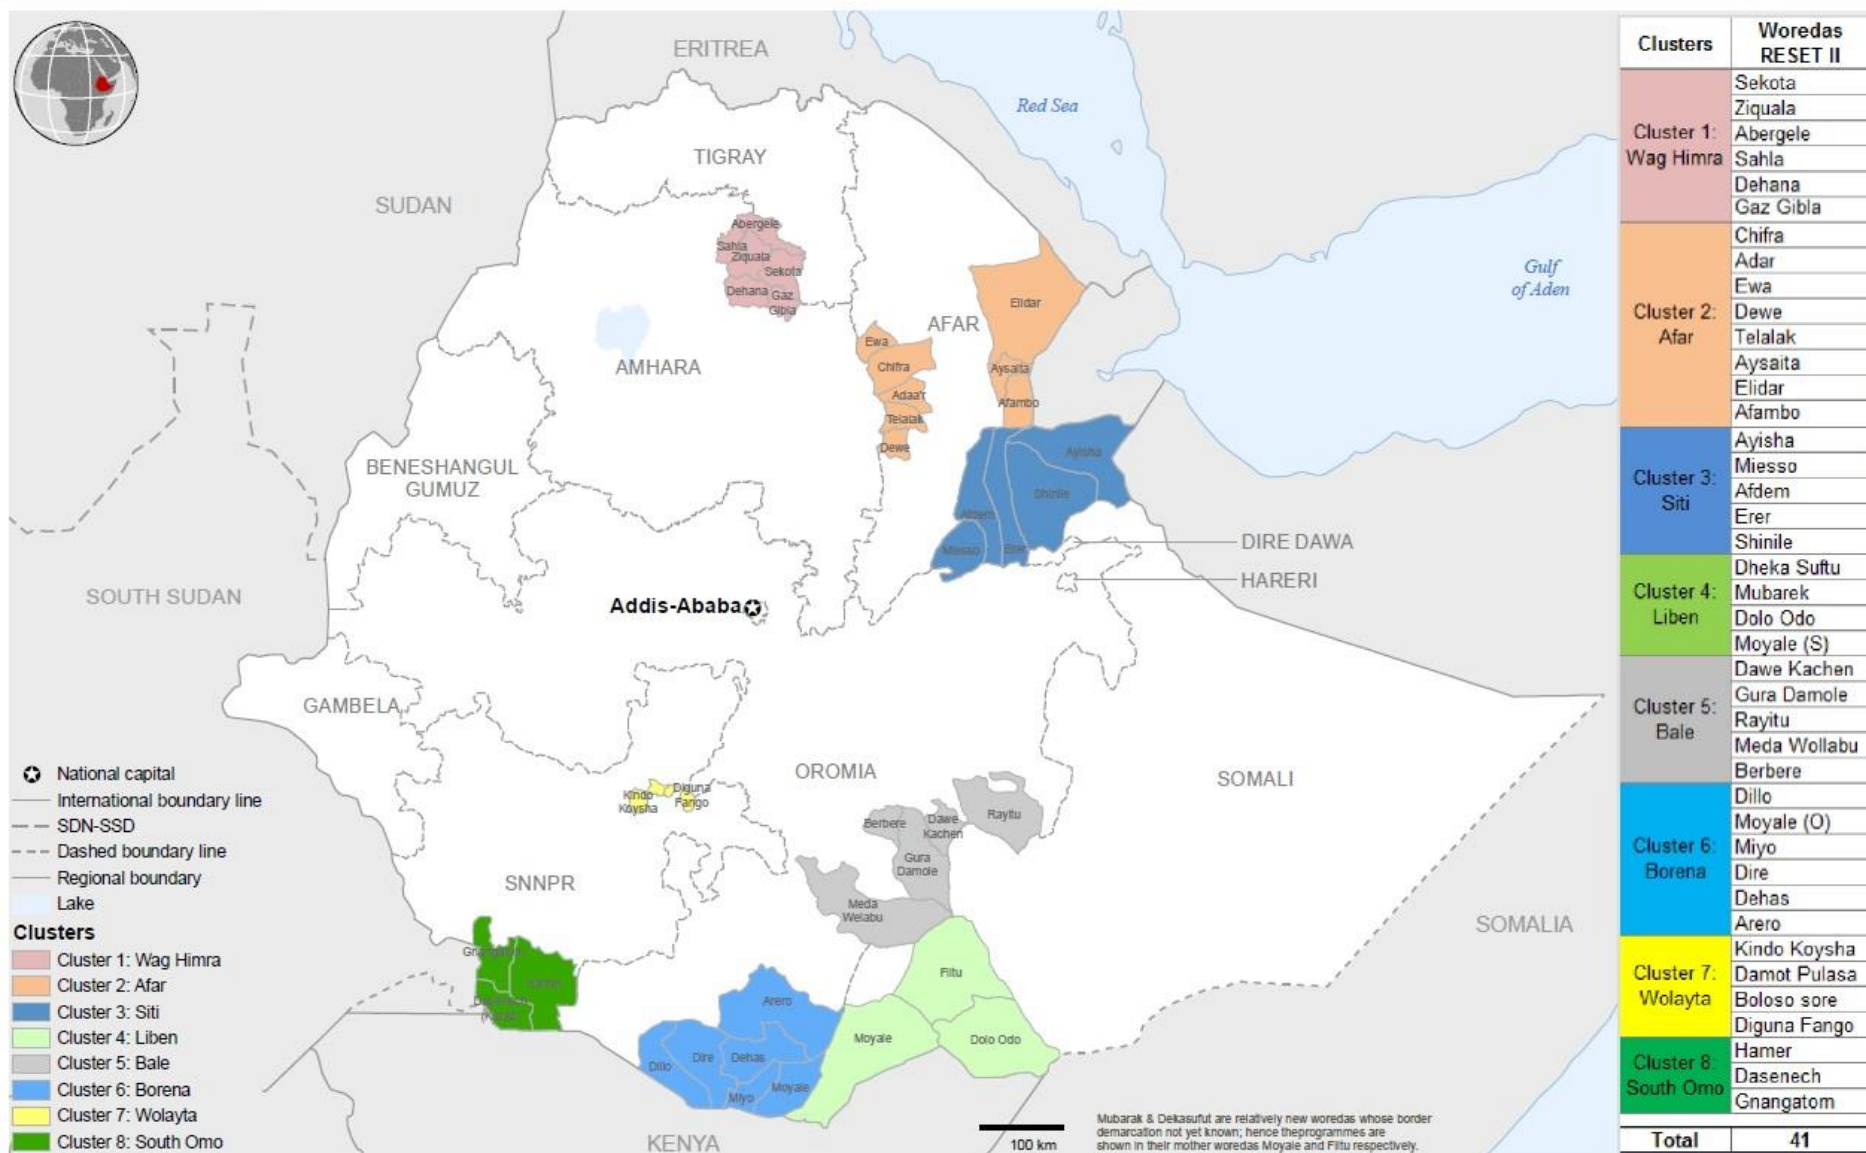 ERITREA
Red Sea
TIGRAY
SUDAN
Abergele
Sahla
Ziquala
Sekota
Dehana
Gaz
Gibla
Gulf
of Aden
Elidar
AFAR
Ewa
Chifra
Aysaita
AMHARA
Adaa'r
Afambo
Telalak
Dewe
Ayisha
BENESHANGUL
GUMUZ
Shinile
Afdem
Miesso
Erer
DIRE DAWA
HARERI
SOUTH SUDAN
Addis-Ababa
GAMBELA
OROMIA
SOMALI
Kindo
Koysha
Diguna
Fango
Rayitu
Berbere
Dawe
Kachen
Gura
Damole
SNNPR
Meda
Welabu
SOMALIA
Filtu
Arero
Moyale
Dolo Odo
Dillo
Dire
Dehas
Miyo
Moyale
KENYA
National capital
International boundary line
SDN-SSD
Dashed boundary line
Regional boundary
Lake
Clusters
Cluster 1: Wag Himra
Cluster 2: Afar
Cluster 3: Siti
Cluster 4: Liben
Cluster 5: Bale
Cluster 6: Borena
Cluster 7: Wolayta
Cluster 8: South Omo
100 km
Mubarak & Dekasufut are relatively new woredas whose border
demarcation not yet known; hence theprogrammes are
shown in their mother woredas Moyale and Filtu respectively.
Clusters
Woredas
RESET II
Cluster 1:
Wag Himra
Sekota
Ziquala
Abergele
Sahla
Dehana
Gaz Gibla
Cluster 2:
Afar
Chifra
Adar
Ewa
Dewe
Telalak
Aysaita
Elidar
Afambo
Cluster 3:
Siti
Ayisha
Miesso
Afdem
Erer
Shinile
Cluster 4:
Liben
Dheka Suftu
Mubarek
Dolo Odo
Moyale (S)
Cluster 5:
Bale
Dawe Kachen
Gura Damole
Rayitu
Meda Wollabu
Berbere
Cluster 6:
Borena
Dillo
Moyale (O)
Miyo
Dire
Dehas
Arero
Cluster 7:
Wolayta
Kindo Koysha
Damot Pulasa
Boloso sore
Diguna Fango
Cluster 8:
South Omo
Hamer
Dasenech
Gnangatom
Total 41